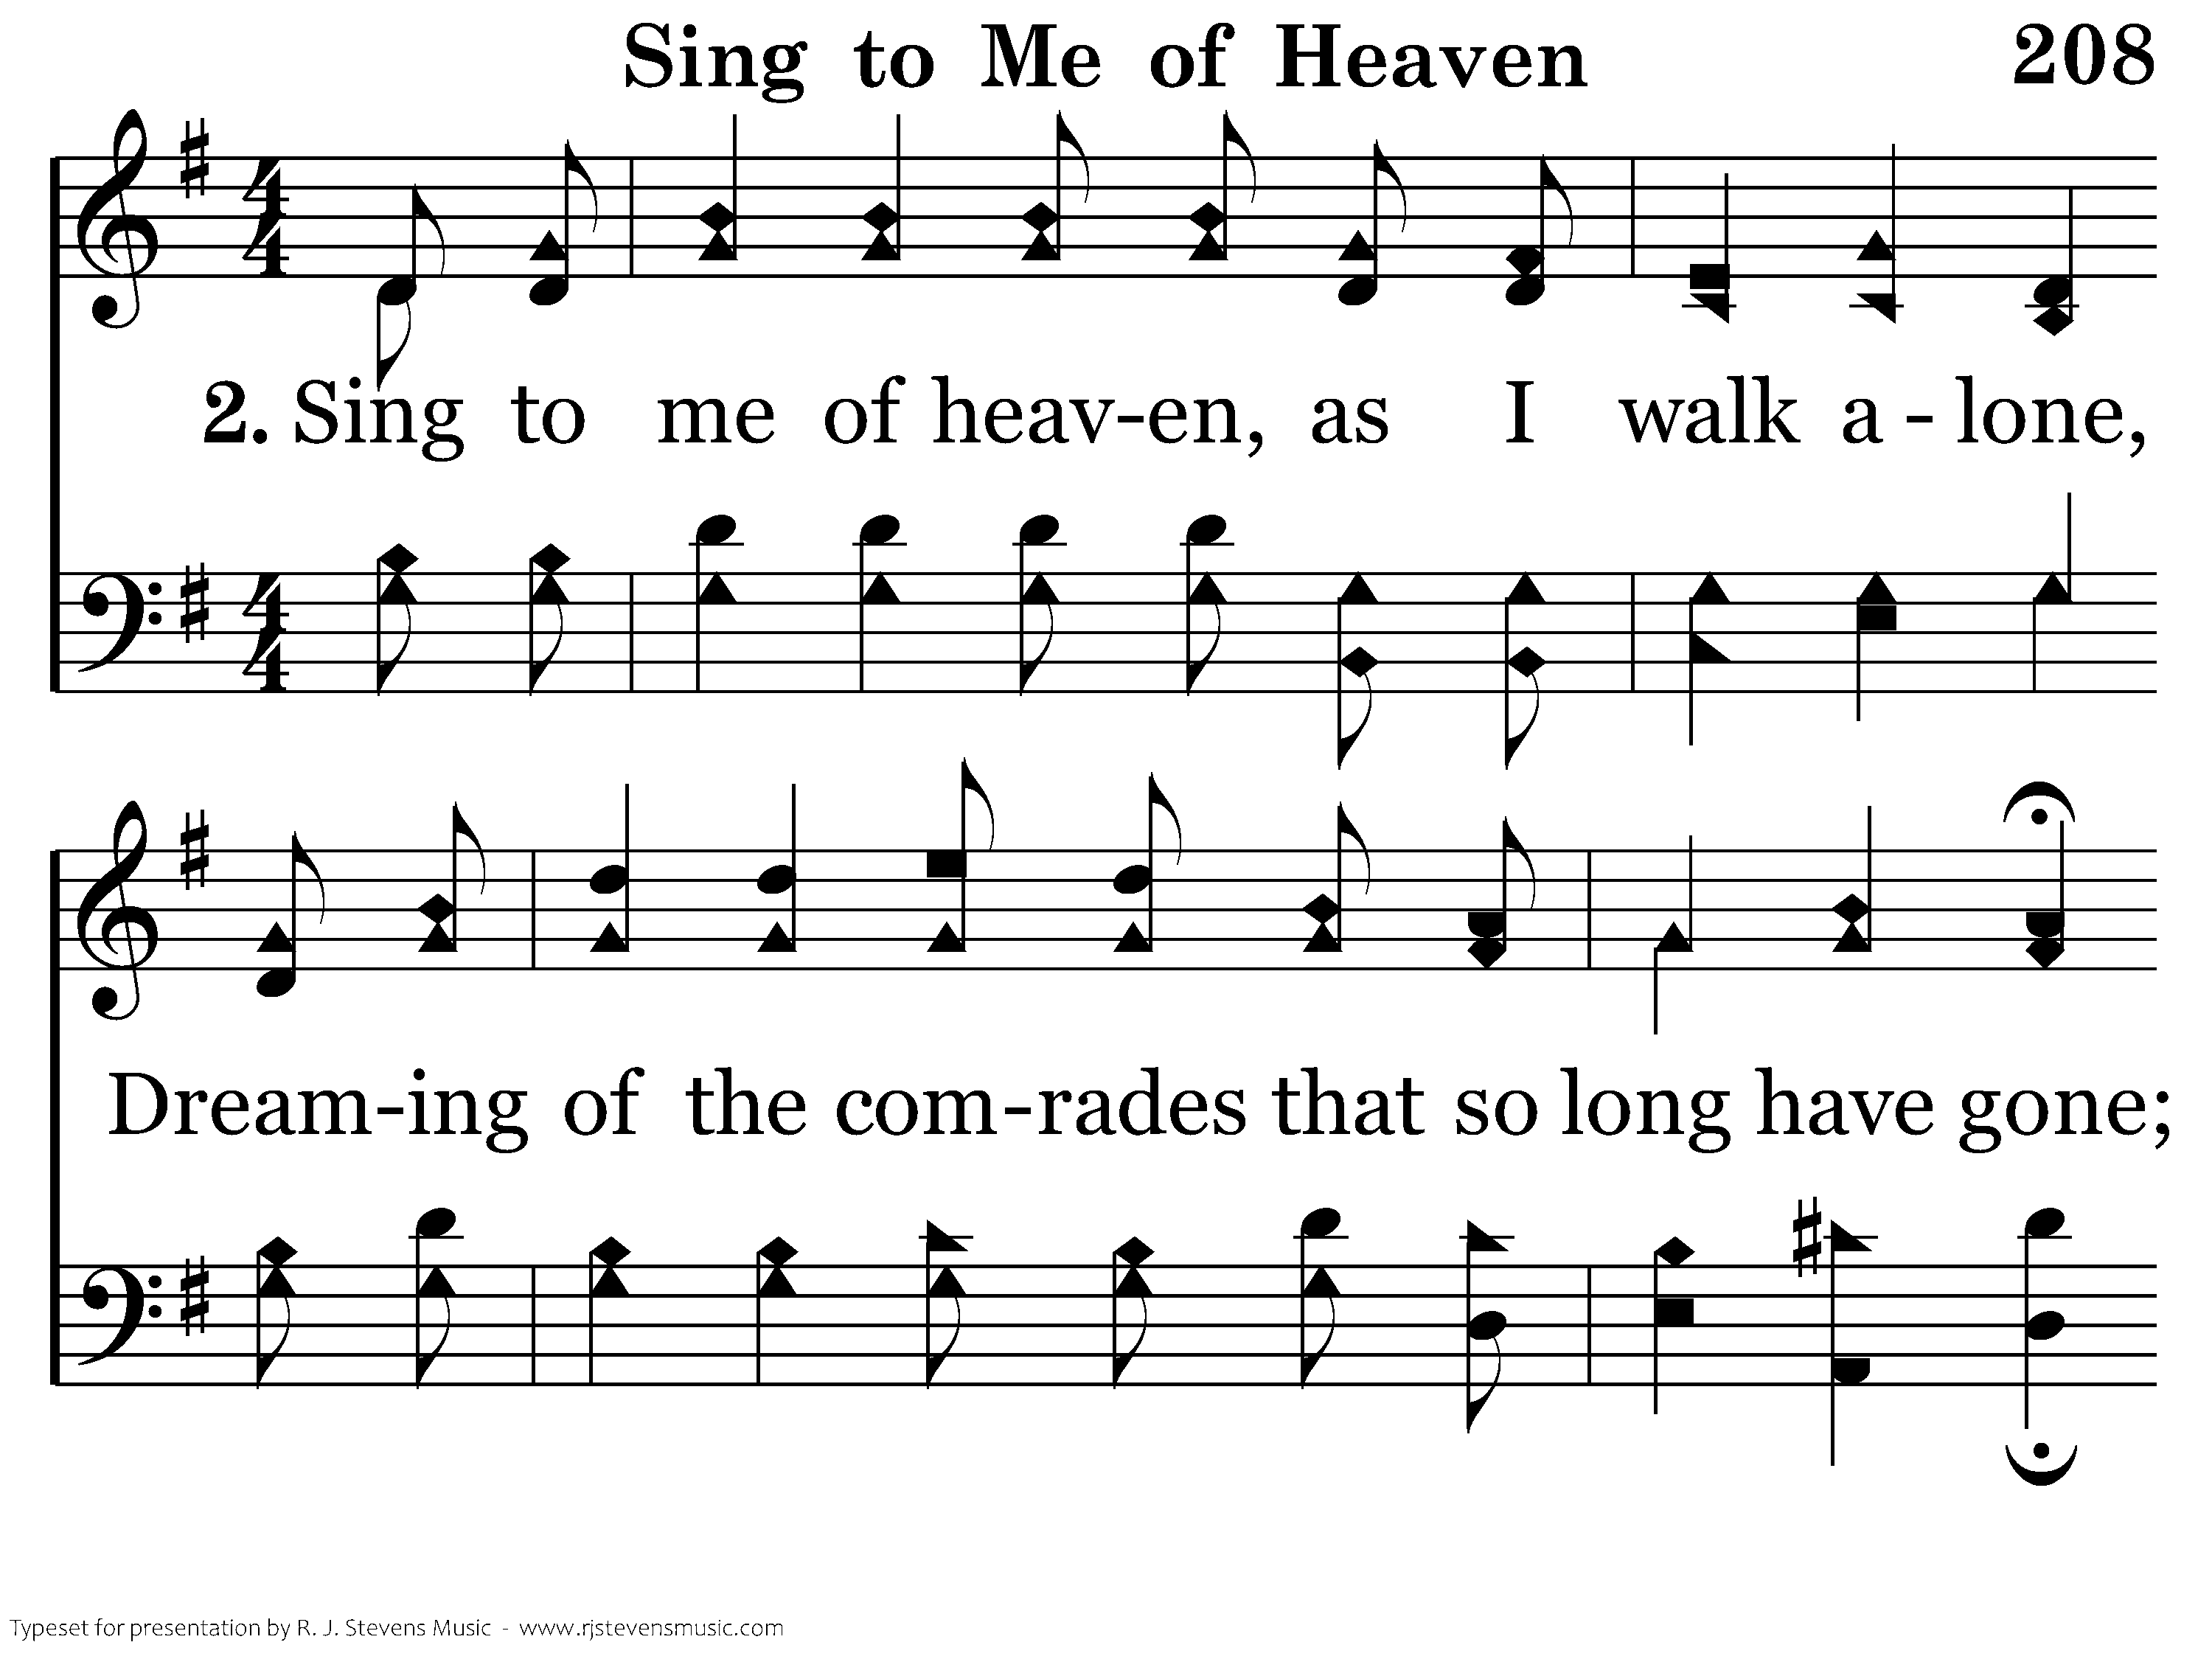 Sing to Me of Heaven 208
2. Sing to me of heav-en, as I walk a - lone,
Dream-ing of the com-rades that so long have gone;
Typeset for presentation by R. J. Stevens Music - www.rjstevensmusic.com